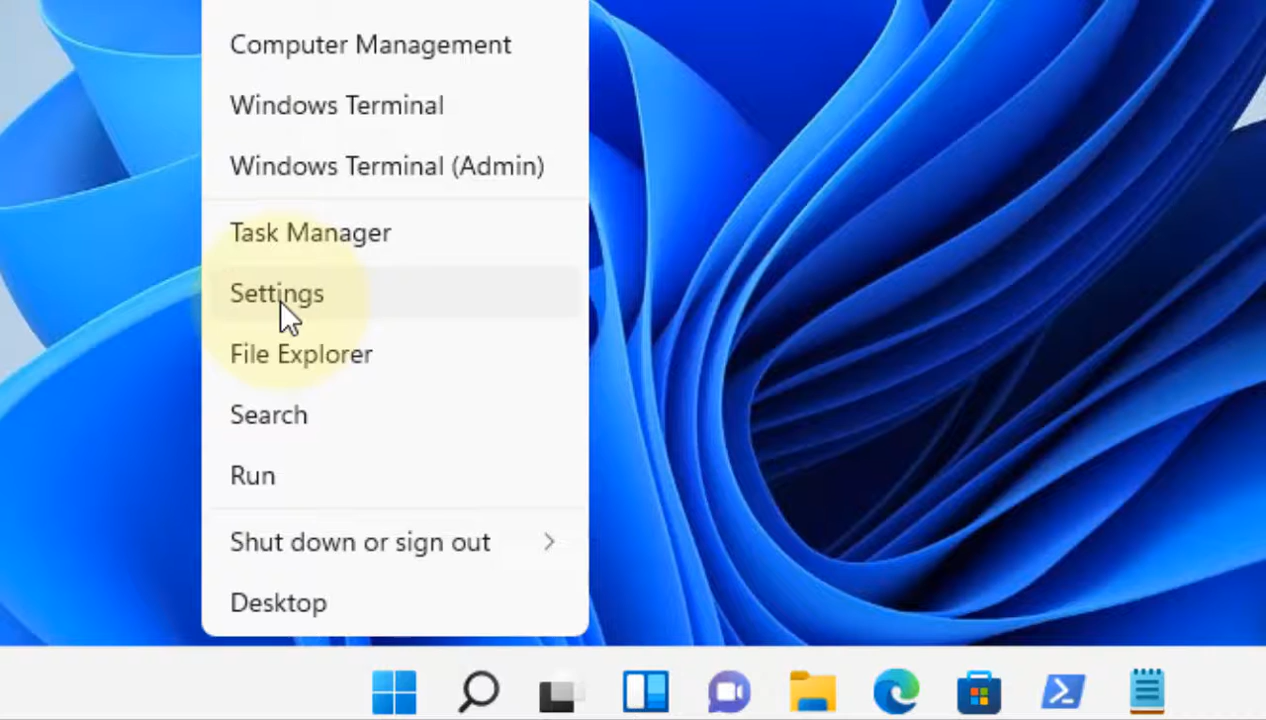 Computer Management
Windows Terminal
Windows Terminal (Admin)
Task Manager
Settings
File Explorer
Search
Run
Shut down or sign out
Desktop